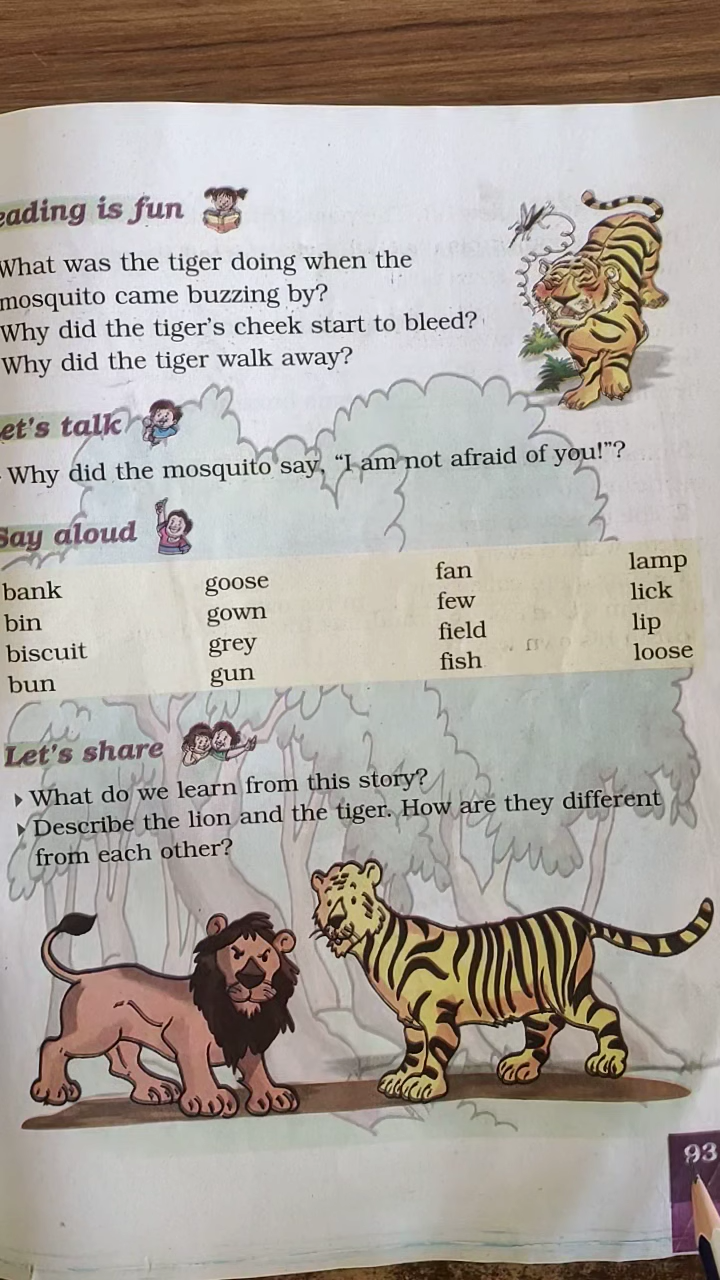 eading is fun
What was the tiger doing when the
mosquito came buzzing by?
Why did the tiger's cheek start to bleed?
Why did the tiger walk away?
et's talk
Why did the mosquito say, “I am not afraid of you!”?
Say aloud
bank goose fan lamp
bin gown few lick
biscuit grey field lip
bun gun fish loose
Let's share
What do we learn from this story?
Describe the lion and the tiger. How are they different
from each other?
93